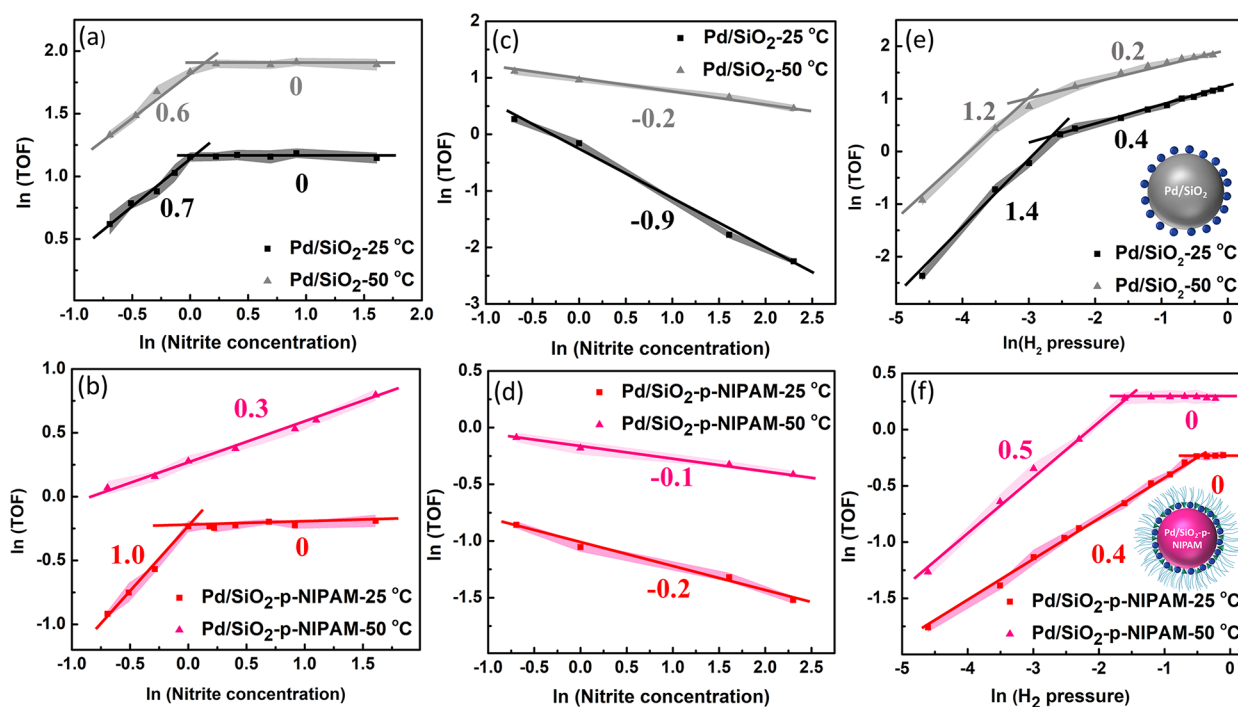 (a)
ln (TOF)
2.0
1.5
1.0
0.5
0.6
0
0.7
0
Pd/SiO2-25 °C
Pd/SiO2-50 °C
-1.0 -0.5 0.0 0.5 1.0 1.5 2.0
ln (Nitrite concentration)
(c)
ln (TOF)
2
1
0
-1
-2
-3
Pd/SiO2-25 °C
Pd/SiO2-50 °C
-0.2
-0.9
-1.0 -0.5 0.0 0.5 1.0 1.5 2.0 2.5
ln (Nitrite concentration)
(e)
ln (TOF)
2
1
0
-1
-2
0.2
1.2
0.4
1.4
Pd/SiO2
Pd/SiO2-25 °C
Pd/SiO2-50 °C
-5 -4 -3 -2 -1 0
ln(H2 pressure)
(b)
ln (TOF)
1.0
0.5
0.0
-0.5
-1.0
0.3
1.0
0
Pd/SiO2-p-NIPAM-25 °C
Pd/SiO2-p-NIPAM-50 °C
-1.0 -0.5 0.0 0.5 1.0 1.5 2.0
ln (Nitrite concentration)
(d)
ln (TOF)
0.5
0.0
-0.5
-1.0
-1.5
Pd/SiO2-p-NIPAM-25 °C
Pd/SiO2-p-NIPAM-50 °C
-0.1
-0.2
-1.0 -0.5 0.0 0.5 1.0 1.5 2.0 2.5
ln (Nitrite concentration)
(f)
ln (TOF)
0.5
-0.5
-1.5
-2.5
0.5
0
0
0.4
Pd/SiO2-p-
NIPAM
Pd/SiO2-p-NIPAM-25 °C
Pd/SiO2-p-NIPAM-50 °C
-5 -4 -3 -2 -1 0
ln (H2 pressure)